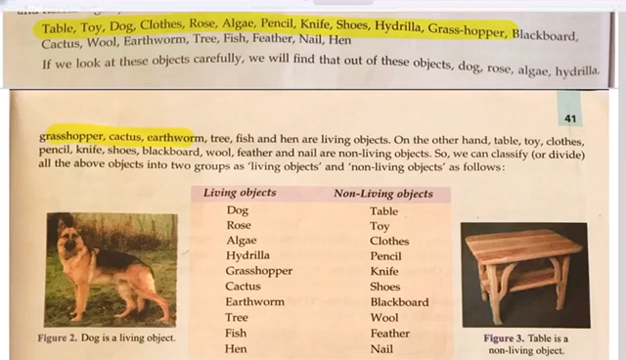 Table, Toy, Dog, Clothes, Rose, Algae, Pencil, Knife, Shoes, Hydrilla, Grass-hopper, Blackboard,
Cactus, Wool, Earthworm, Tree, Fish, Feather, Nail, Hen
If we look at these objects carefully, we will find that out of these objects, dog, rose, algae, hydrilla,
41
grasshopper, cactus, earthworm, tree, fish and hen are living objects. On the other hand, table, toy, clothes,
pencil, knife, shoes, blackboard, wool, feather and nail are non-living objects. So, we can classify (or divide)
all the above objects into two groups as 'living objects' and 'non-living objects' as follows:
Living objects Non-Living objects
Dog Table
Rose Toy
Algae Clothes
Hydrilla Pencil
Grasshopper Knife
Cactus Shoes
Earthworm Blackboard
Tree Wool
Fish Feather
Hen Nail
Figure 2. Dog is a living object.
Figure 3. Table is a
non-living object.